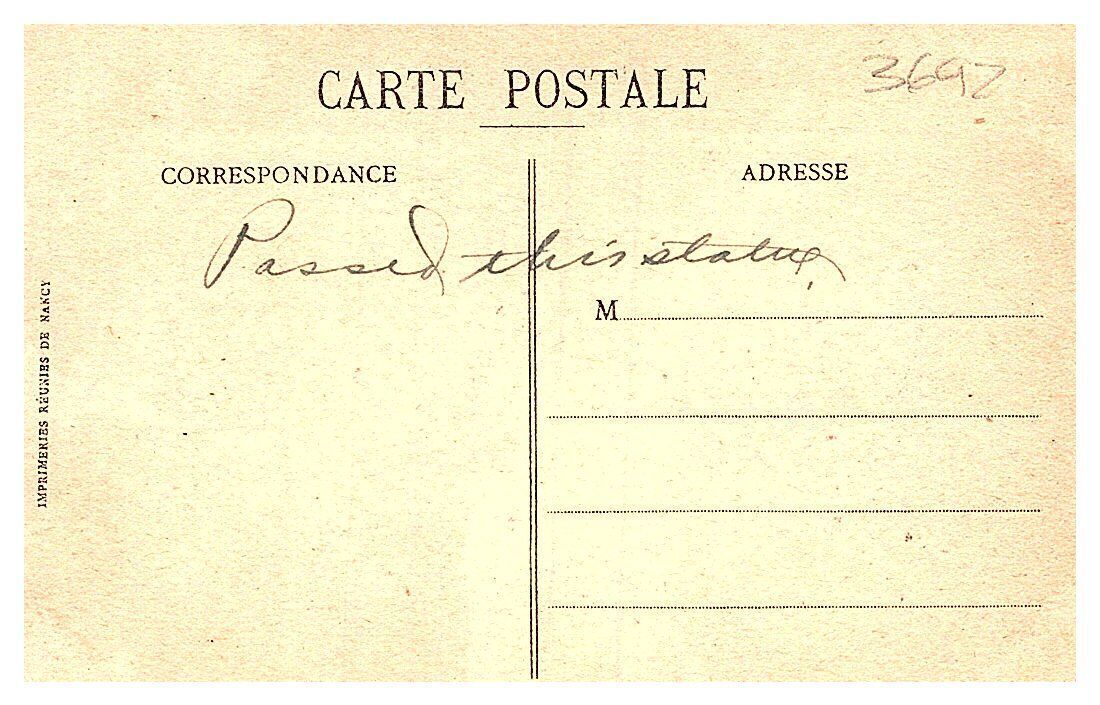 CARTE POSTALE
3697
CORRESPONDANCE
ADRESSE
Passed this statue
M
IMPRIMERIES RÉUNIES DE NANCY